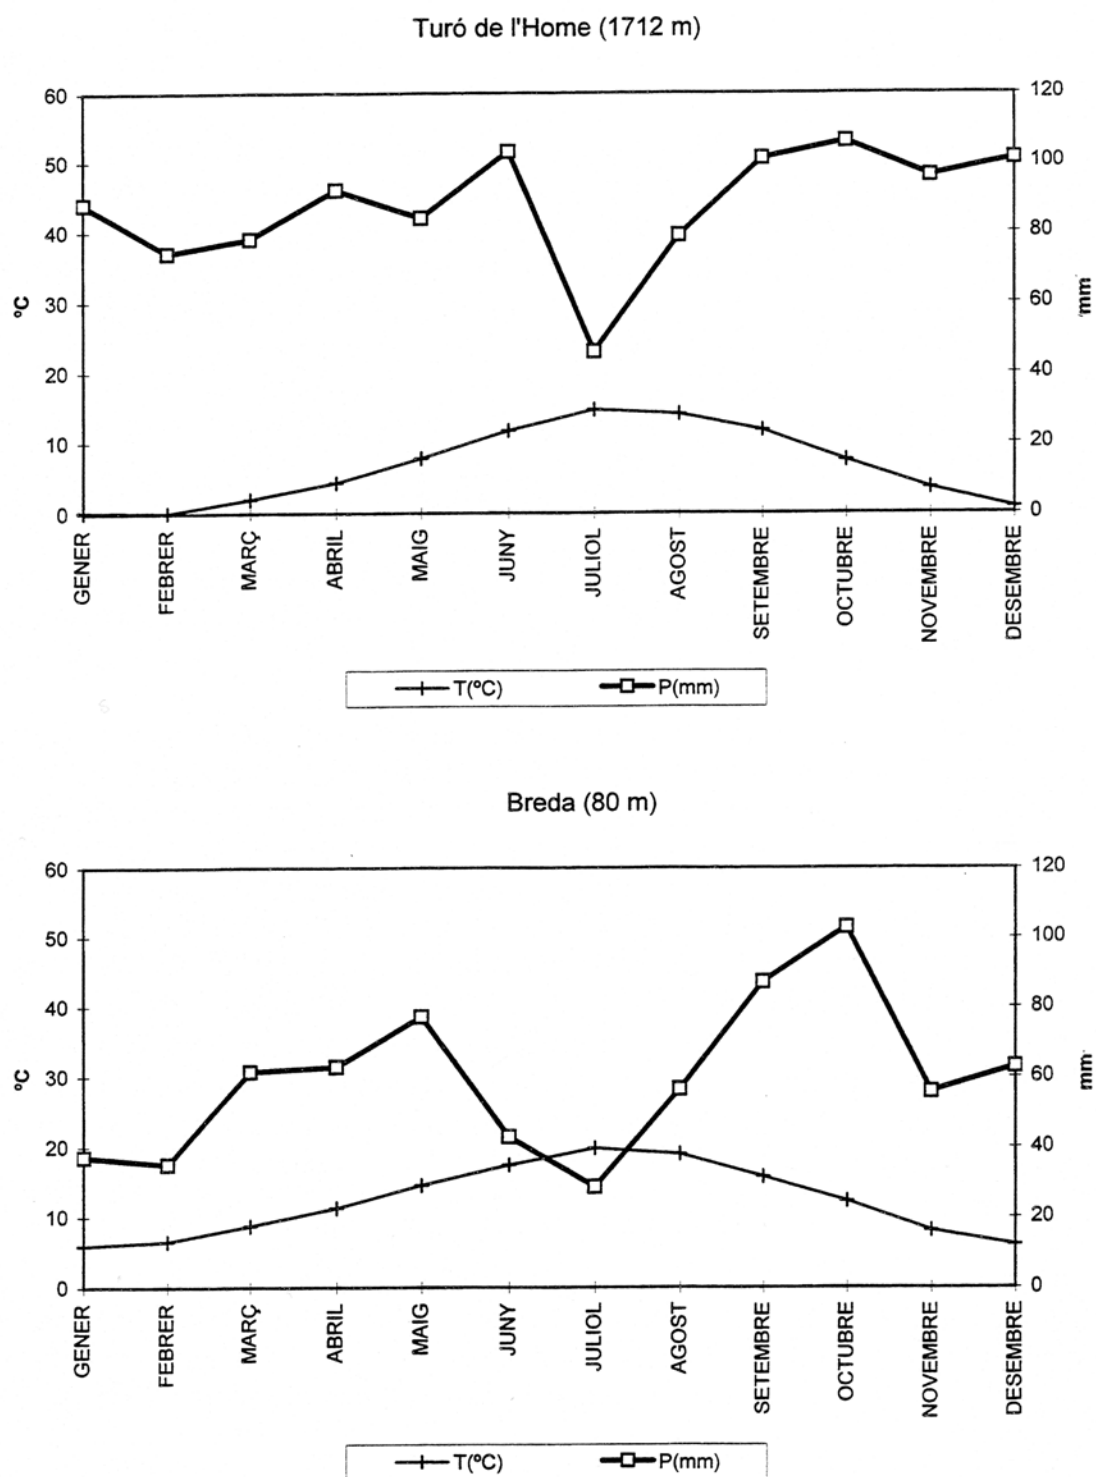 Turó de l'Home (1712 m)
60
50
40
30
20
10
0
ºC
120
100
80
60
40
20
0
mm
GENER
FEBRER
MARÇ
ABRIL
MAIG
JUNY
JULIOL
AGOST
SETEMBRE
OCTUBRE
NOVEMBRE
DESEMBRE
T(ºC) P(mm)
Breda (80 m)
60
50
40
30
20
10
0
ºC
120
100
80
60
40
20
0
mm
GENER
FEBRER
MARÇ
ABRIL
MAIG
JUNY
JULIOL
AGOST
SETEMBRE
OCTUBRE
NOVEMBRE
DESEMBRE
T(ºC) P(mm)